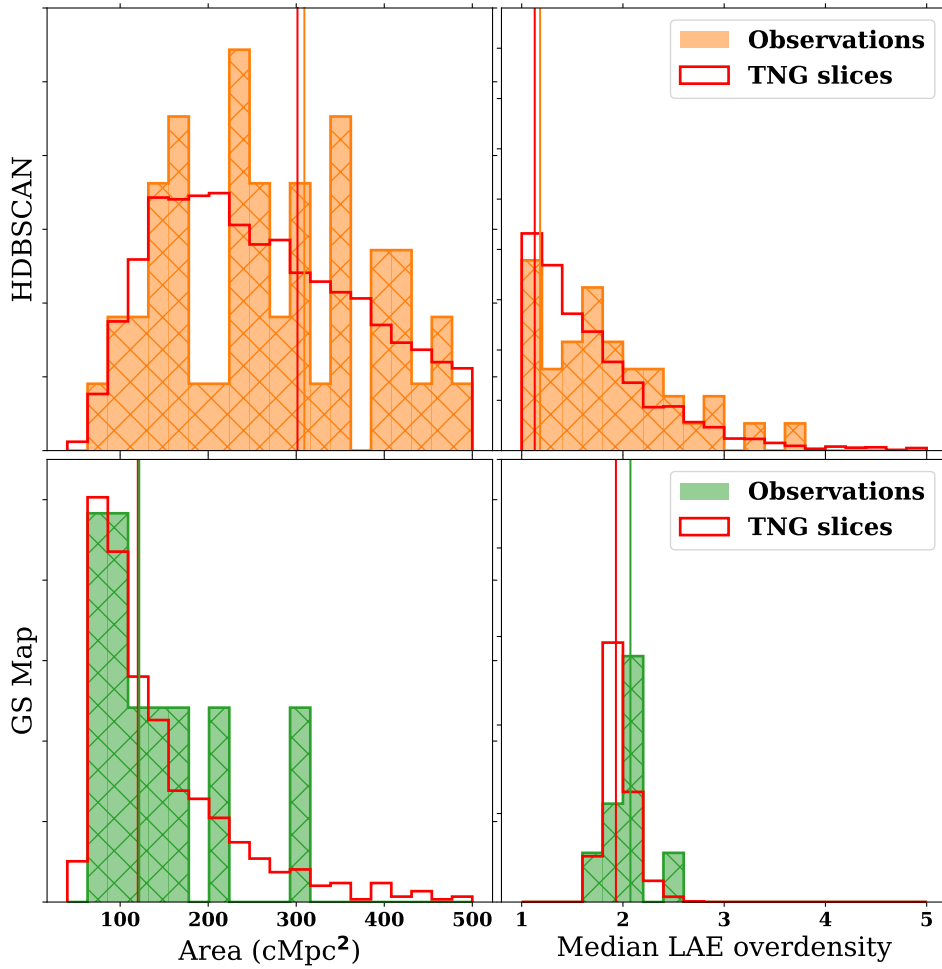 HDBSCAN
Observations
TNG slices
GS Map
Observations
TNG slices
100 200 300 400 500
1 2 3 4 5
Area (cMpc²)
Median LAE overdensity